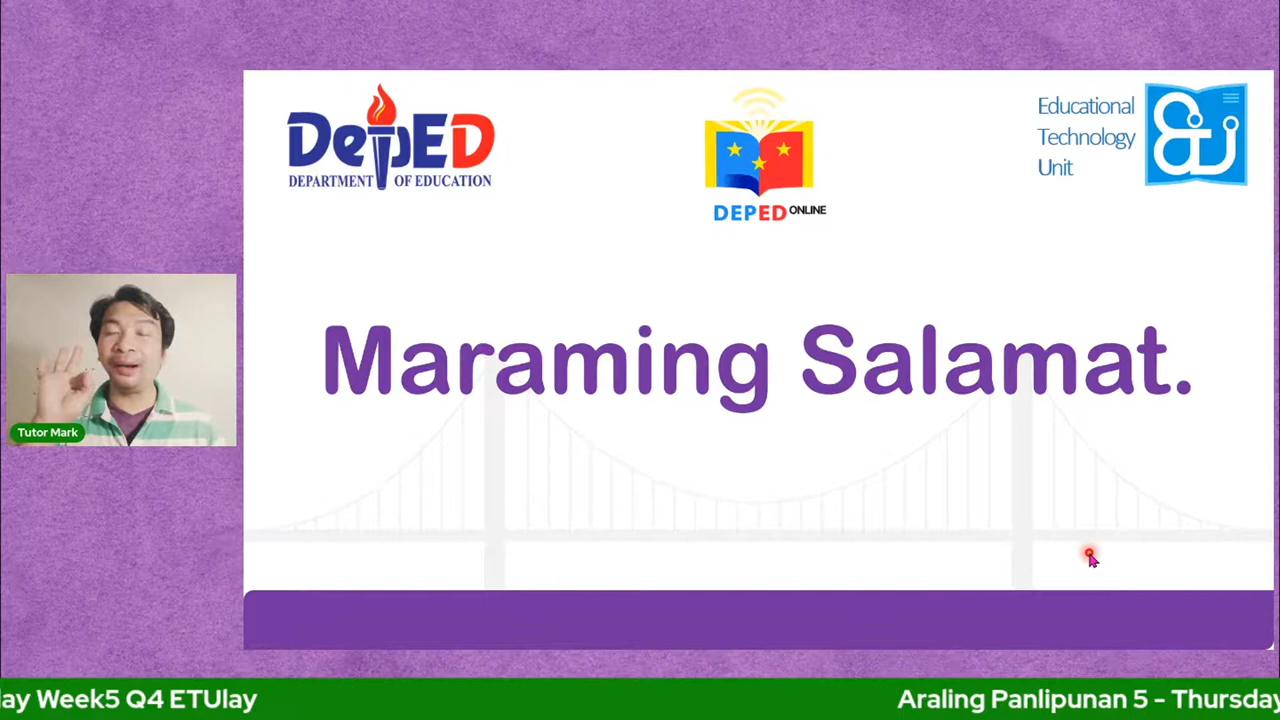 DepED
DEPARTMENT OF EDUCATION
DEPED ONLINE
Educational
Technology
Unit
Maraming Salamat.
Tutor Mark
lay Week5 Q4 ETUlay
Araling Panlipunan 5 - Thursday